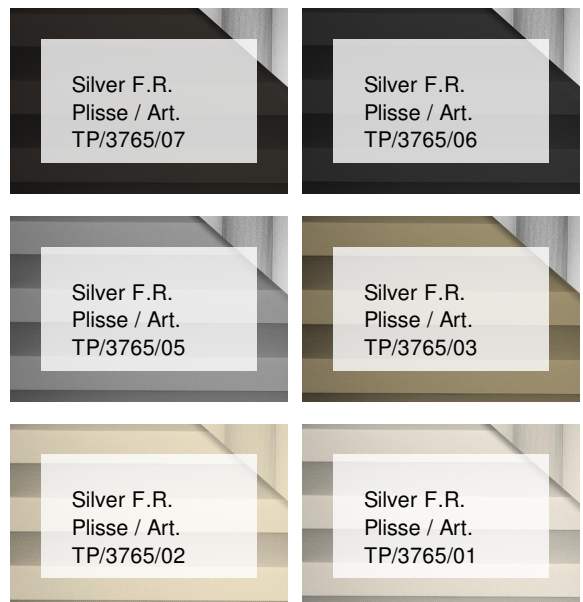 Silver F.R.
Plisse / Art.
TP/3765/07
Silver F.R.
Plisse / Art.
TP/3765/06
Silver F.R.
Plisse / Art.
TP/3765/05
Silver F.R.
Plisse / Art.
TP/3765/03
Silver F.R.
Plisse / Art.
TP/3765/02
Silver F.R.
Plisse / Art.
TP/3765/01